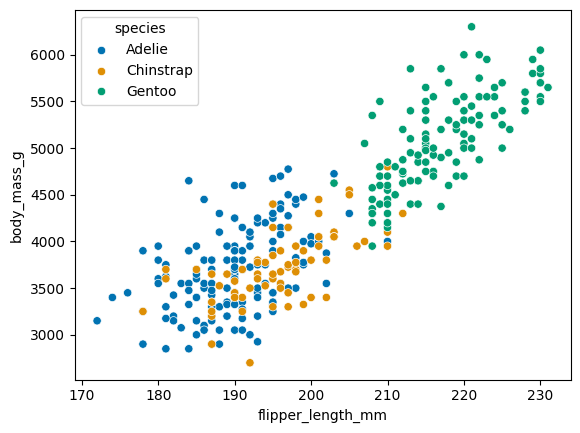 species
Adelie
Chinstrap
Gentoo
6000
5500
5000
4500
4000
3500
3000
body_mass_g
170 180 190 200 210 220 230
flipper_length_mm